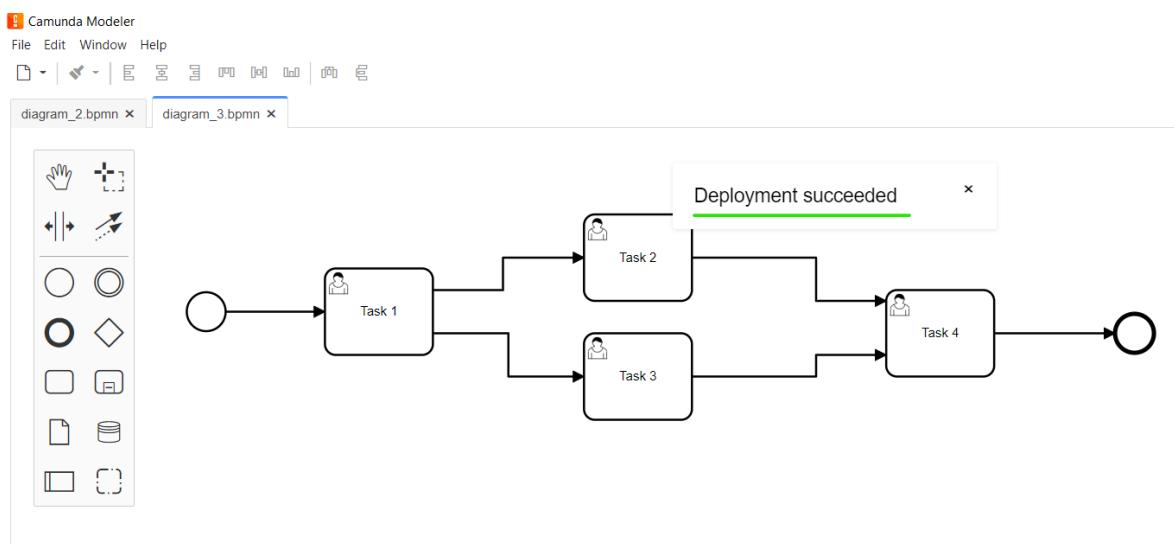 Camunda Modeler
File Edit Window Help
diagram_2.bpmn × diagram_3.bpmn ×
Deployment succeeded ×
Task 2
Task 1
Task 4
Task 3